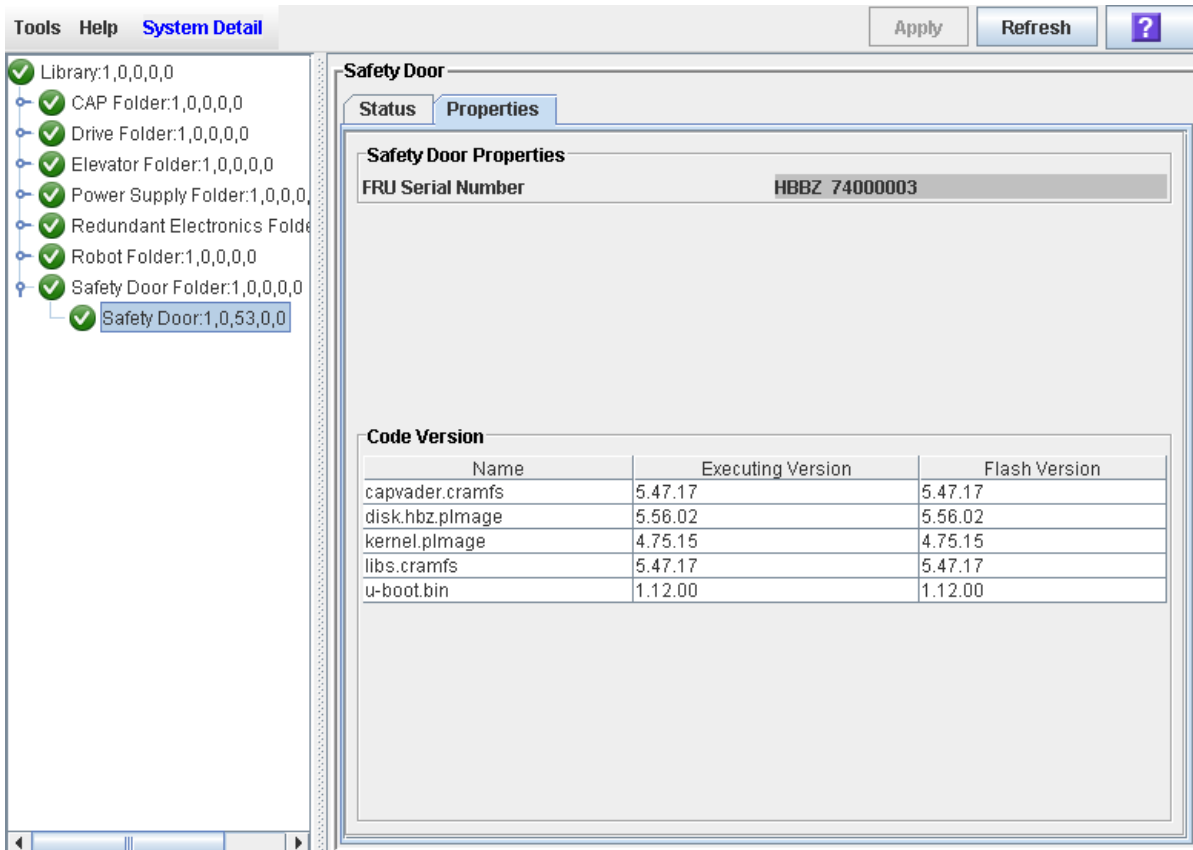 Tools Help System Detail Apply Refresh ?
Library:1,0,0,0,0
CAP Folder:1,0,0,0,0
Drive Folder:1,0,0,0,0
Elevator Folder:1,0,0,0,0
Power Supply Folder:1,0,0,0,
Redundant Electronics Folde
Robot Folder:1,0,0,0,0
Safety Door Folder:1,0,0,0,0
Safety Door:1,0,53,0,0
Safety Door
Status Properties
Safety Door Properties
FRU Serial Number HBBZ 74000003
Code Version
Name Executing Version Flash Version
capvader.cramfs 5.47.17 5.47.17
disk.hbz.pImage 5.56.02 5.56.02
kernel.pImage 4.75.15 4.75.15
libs.cramfs 5.47.17 5.47.17
u-boot.bin 1.12.00 1.12.00